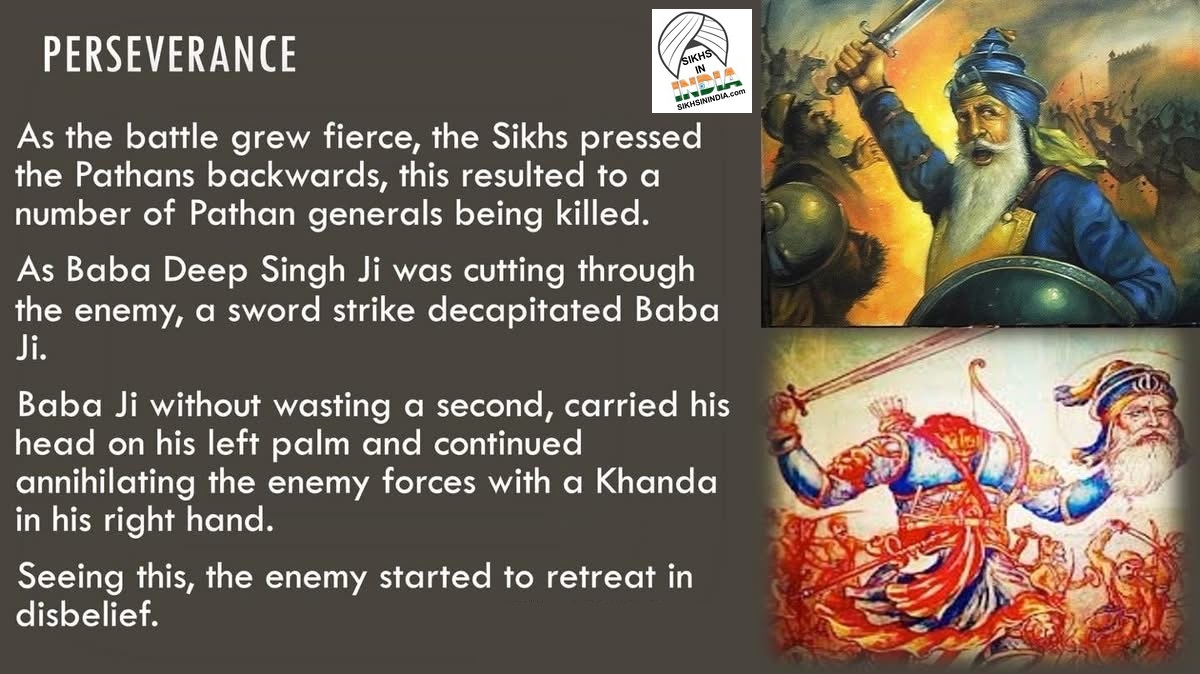 PERSEVERANCE
SIKHS
IN
INDIA
SIKHSININDIA.com
As the battle grew fierce, the Sikhs pressed
the Pathans backwards, this resulted to a
number of Pathan generals being killed.
As Baba Deep Singh Ji was cutting through
the enemy, a sword strike decapitated Baba
Ji.
Baba Ji without wasting a second, carried his
head on his left palm and continued
annihilating the enemy forces with a Khanda
in his right hand.
Seeing this, the enemy started to retreat in
disbelief.